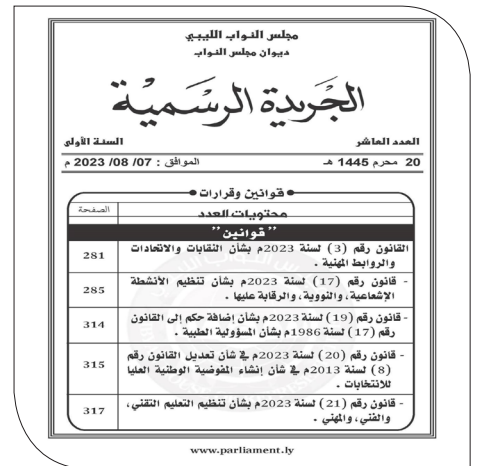 مجلس النواب الليبي
ديوان مجلس النواب
الجريدة الرسمية
العدد العاشر السنة الأولى
20 محرم 1445 هـ الموافق : 07/ 08/ 2023 م
قوانين وقرارات
محتويات العدد الصفحة
"قوانين"
القانون رقم (3) لسنة 2023م بشأن النقابات والاتحادات
والروابط المهنية . 281
- قانون رقم (17) لسنة 2023م بشأن تنظيم الأنشطة
الإشعاعية، والنووية، والرقابة عليها . 285
- قانون رقم (19) لسنة 2023م بشأن إضافة حكم إلى القانون
رقم (17) لسنة 1986م بشأن المسؤولية الطبية . 314
- قانون رقم (20) لسنة 2023م في شأن تعديل القانون رقم
(8) لسنة 2013م في شأن إنشاء المفوضية الوطنية العليا
للانتخابات . 315
- قانون رقم (21) لسنة 2023م بشأن تنظيم التعليم التقني،
والفني، والمهني . 317
www.parliament.ly